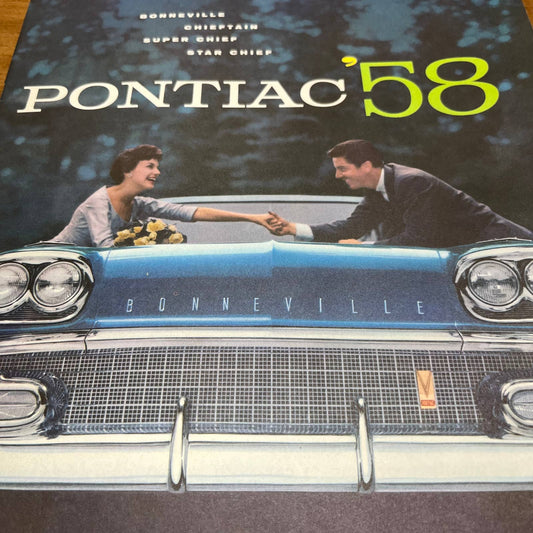 BONNEVILLE
CHIEFTAIN
SUPER CHIEF
STAR CHIEF
PONTIAC '58
BONNEVILLE
V